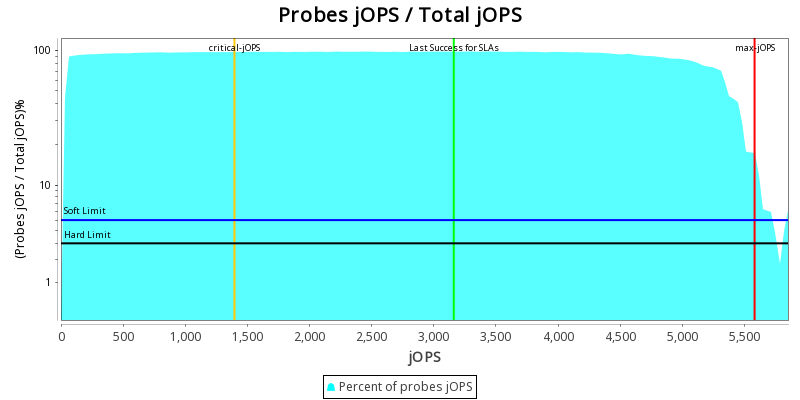 Probes jOPS / Total jOPS
(Probes jOPS / Total jOPS)%
100
10
1
critical-jOPS
Last Success for SLAs
max-jOPS
Soft Limit
Hard Limit
0
500
1,000
1,500
2,000
2,500
3,000
3,500
4,000
4,500
5,000
5,500
jOPS
Percent of probes jOPS